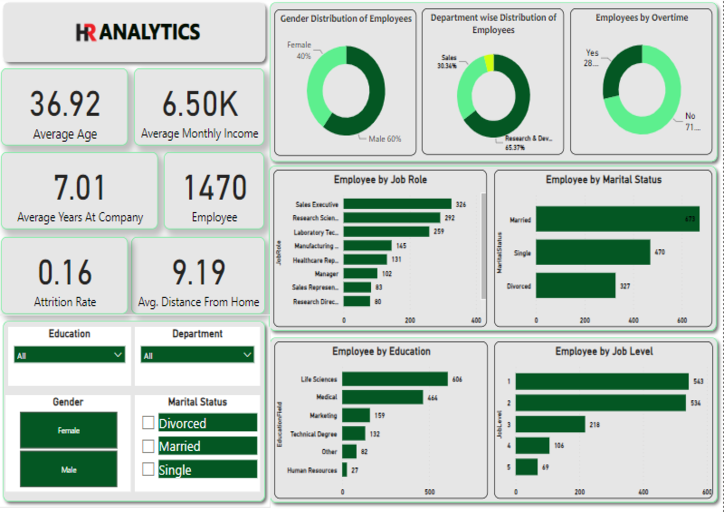 HR ANALYTICS
36.92
Average Age
6.50K
Average Monthly Income
7.01
Average Years At Company
1470
Employee
0.16
Attrition Rate
9.19
Avg. Distance From Home
Education
All
Department
All
Gender
Female
Male
Marital Status
Divorced
Married
Single
Gender Distribution of Employees
Female
40%
Male 60%
Department wise Distribution of
Employees
Sales
30.34%
Research & Dev...
65.37%
Employees by Overtime
Yes
28...
No
71...
Employee by Job Role
JobRole
Sales Executive 326
Research Scien... 292
Laboratory Tec... 259
Manufacturing ... 145
Healthcare Rep... 131
Manager 102
Sales Represen... 83
Research Direc... 80
0 200 400
Employee by Marital Status
MaritalStatus
Married 673
Single 470
Divorced 327
0 200 400 600
Employee by Education
EducationField
Life Sciences 606
Medical 464
Marketing 159
Technical Degree 132
Other 82
Human Resources 27
0 500
Employee by Job Level
JobLevel
1 543
2 534
3 218
4 106
5 69
0 200 400 600